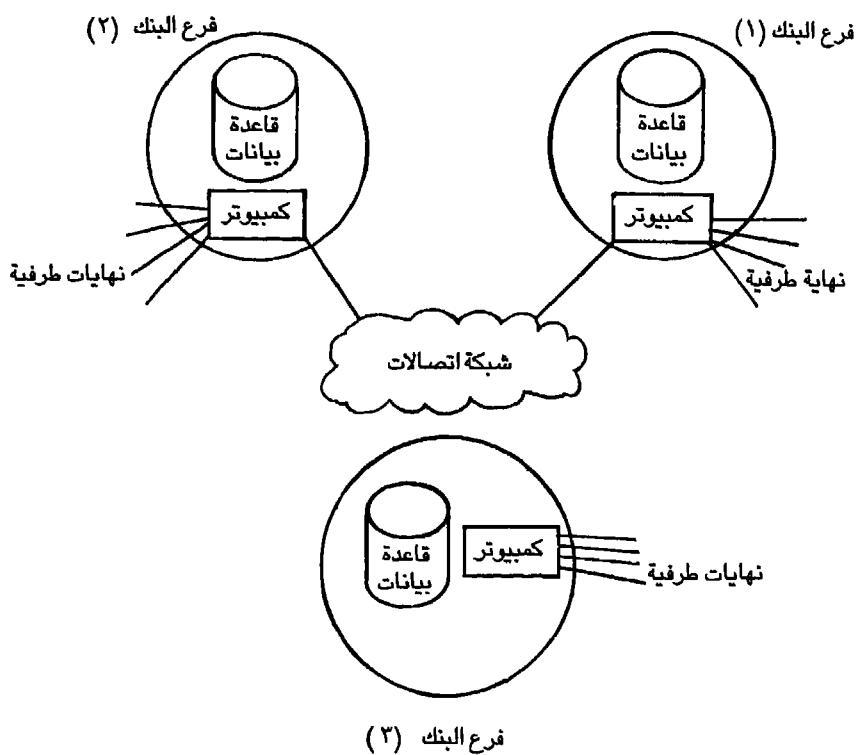 فرع البنك (١)
قاعدة
بيانات
كمبيوتر
نهاية طرفية
فرع البنك (٢)
قاعدة
بيانات
كمبيوتر
نهايات طرفية
شبكة اتصالات
قاعدة
بيانات
كمبيوتر
نهايات طرفية
فرع البنك (٣)